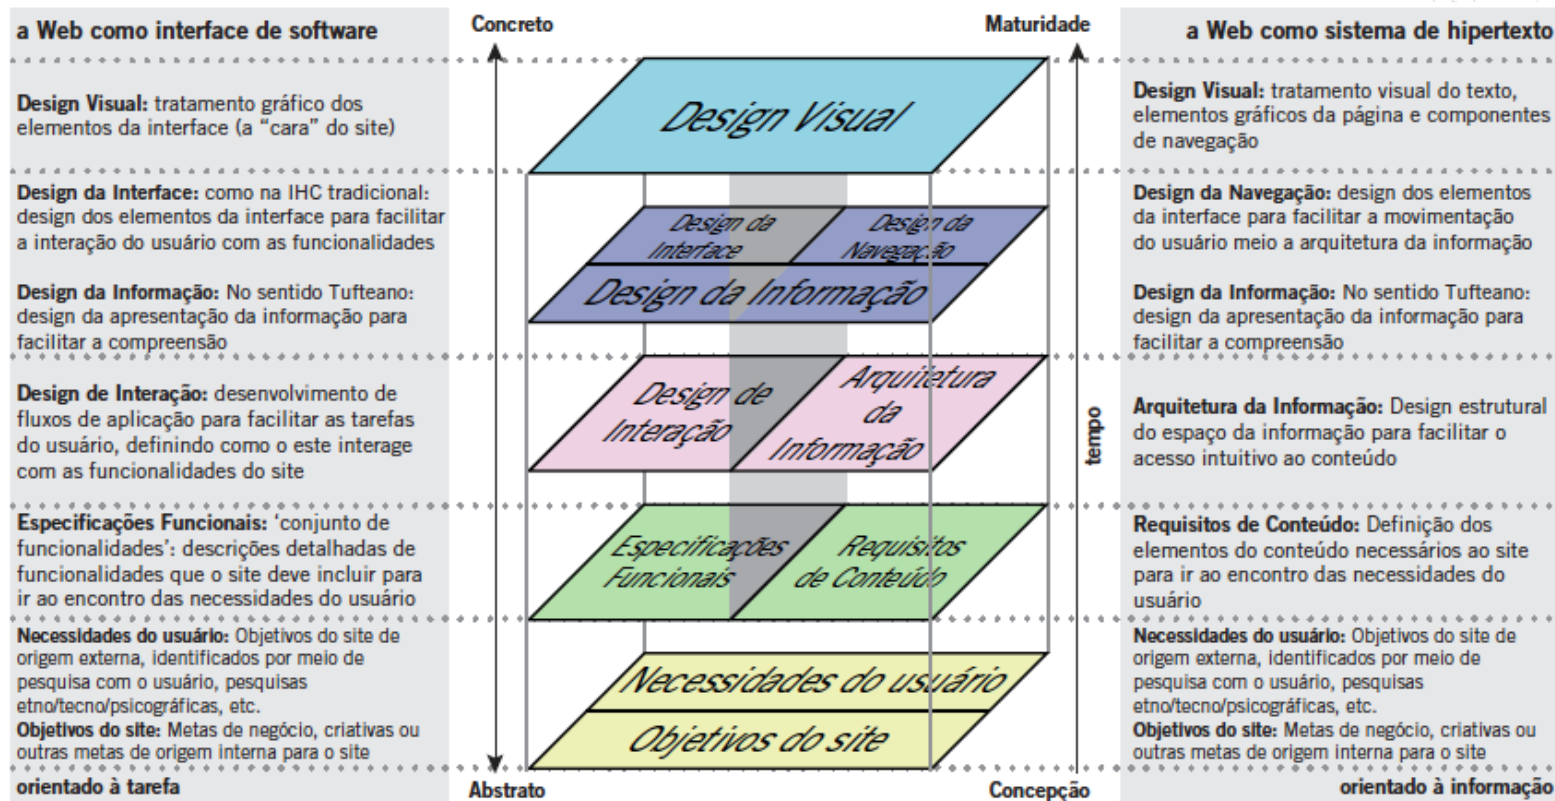 a Web como interface de software
Design Visual: tratamento gráfico dos
elementos da interface (a “cara” do site)
Design da Interface: como na IHC tradicional:
design dos elementos da interface para facilitar
a interação do usuário com as funcionalidades
Design da Informação: No sentido Tufteano:
design da apresentação da informação para
facilitar a compreensão
Design de Interação: desenvolvimento de
fluxos de aplicação para facilitar as tarefas
do usuário, definindo como o este interage
com as funcionalidades do site
Especificações Funcionais: ‘conjunto de
funcionalidades’: descrições detalhadas de
funcionalidades que o site deve incluir para
ir ao encontro das necessidades do usuário
Necessidades do usuário: Objetivos do site de
origem externa, identificados por meio de
pesquisa com o usuário, pesquisas
etno/tecno/psicográficas, etc.
Objetivos do site: Metas de negócio, criativas ou
outras metas de origem interna para o site
orientado à tarefa
Concreto
Maturidade
Design Visual
Design da
Interface
Design da
Navegação
Design da Informação
Design de
Interação
Arquitetura
da
Informação
Especificações
Funcionais
Requisitos
de Conteúdo
Necessidades do usuário
Objetivos do site
tempo
Abstrato
Concepção
a Web como sistema de hipertexto
Design Visual: tratamento visual do texto,
elementos gráficos da página e componentes
de navegação
Design da Navegação: design dos elementos
da interface para facilitar a movimentação
do usuário meio a arquitetura da informação
Design da Informação: No sentido Tufteano:
design da apresentação da informação para
facilitar a compreensão
Arquitetura da Informação: Design estrutural
do espaço da informação para facilitar o
acesso intuitivo ao conteúdo
Requisitos de Conteúdo: Definição dos
elementos do conteúdo necessários ao site
para ir ao encontro das necessidades do
usuário
Necessidades do usuário: Objetivos do site de
origem externa, identificados por meio de
pesquisa com o usuário, pesquisas
etno/tecno/psicográficas, etc.
Objetivos do site: Metas de negócio, criativas ou
outras metas de origem interna para o site
orientado à informação